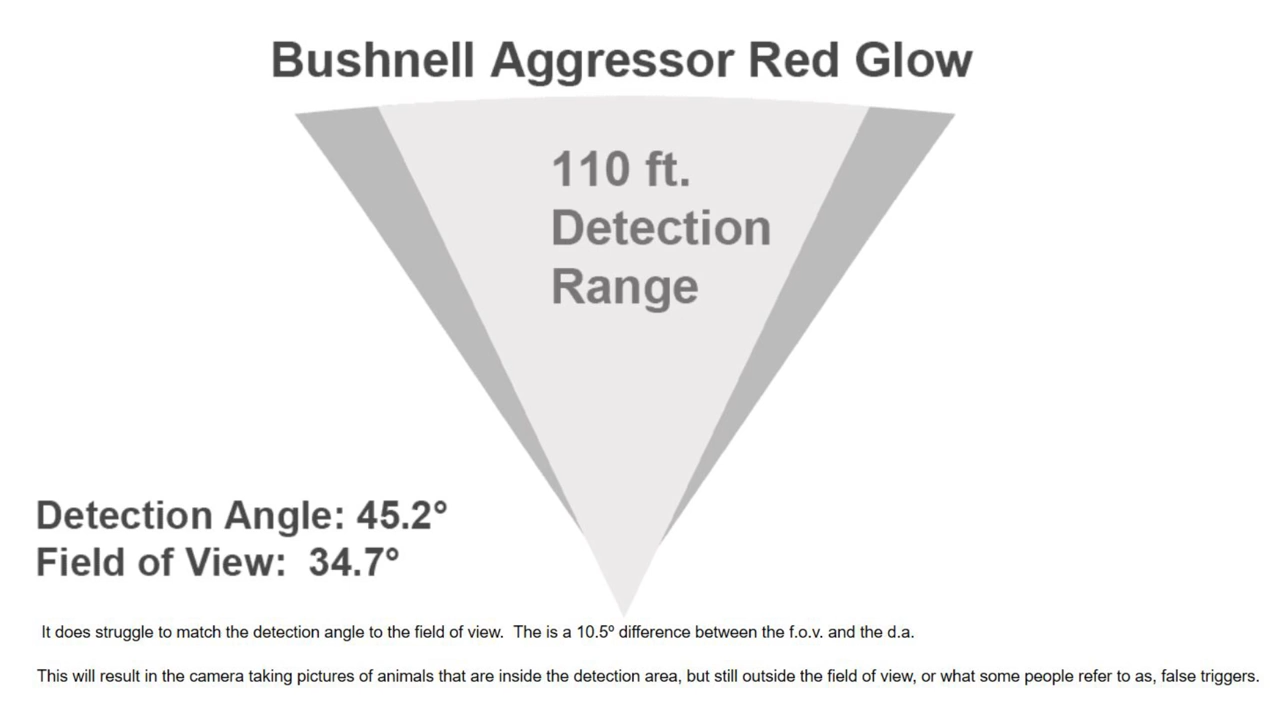 Bushnell Aggressor Red Glow
110 ft.
Detection
Range
Detection Angle: 45.2°
Field of View: 34.7°
It does struggle to match the detection angle to the field of view. The is a 10.5º difference between the f.o.v. and the d.a.
This will result in the camera taking pictures of animals that are inside the detection area, but still outside the field of view, or what some people refer to as, false triggers.